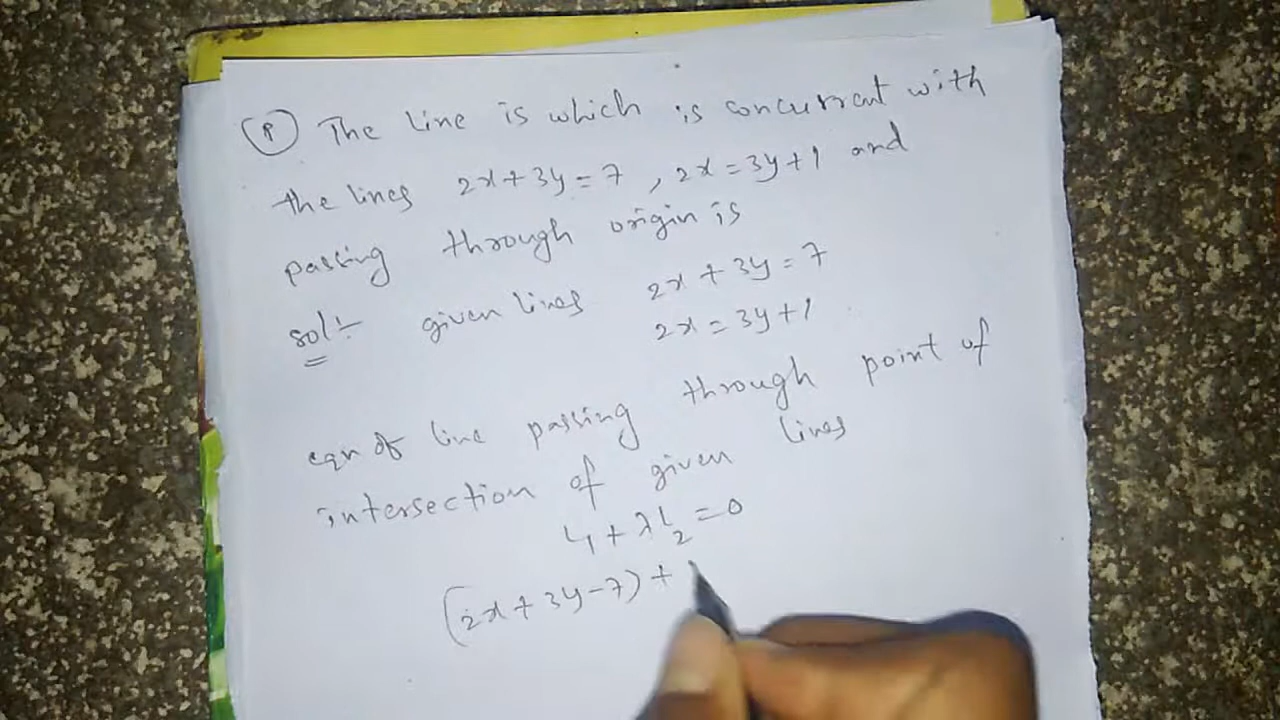 (P) The line is which is concurrent with
the lines 2x+3y=7, 2x=3y+1 and
passing through origin is
sol:- given lines 2x+3y=7
2x=3y+1
eqn of line passing through point of
intersection of given lines
L₁+λL₂=0
(2x+3y-7)+